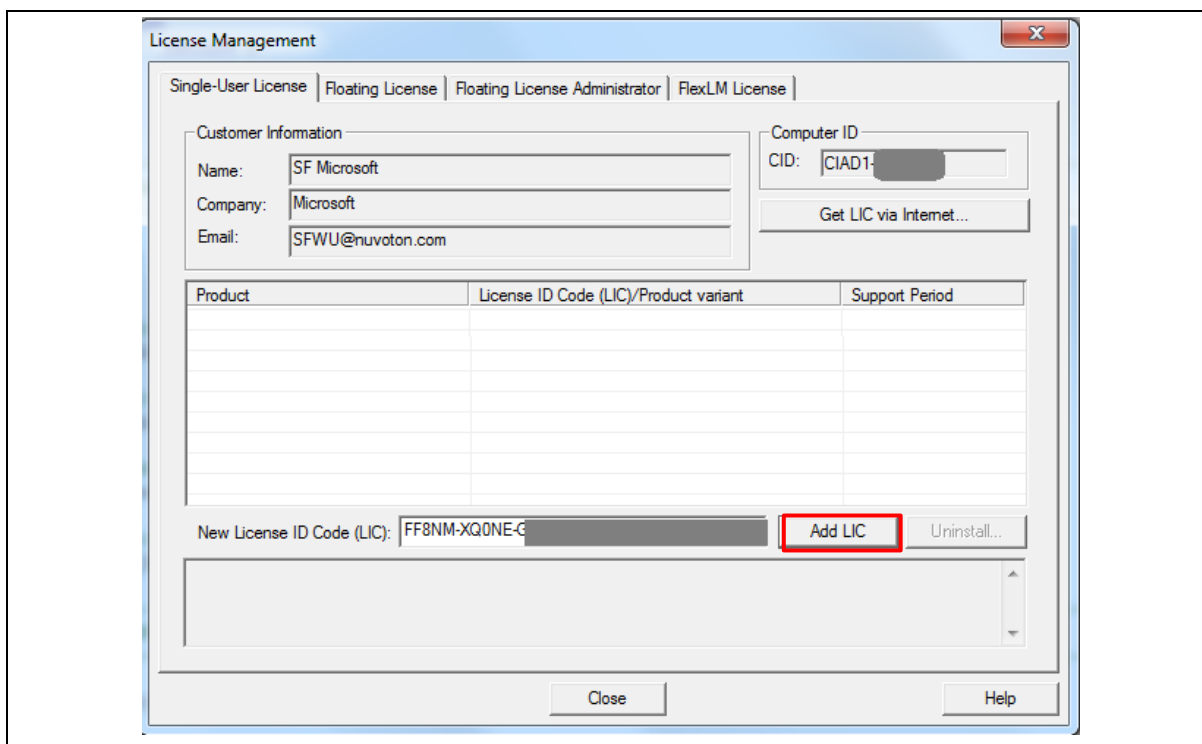 License Management
Single-User License Floating License Floating License Administrator FlexLM License
Customer Information
Name: SF Microsoft
Company: Microsoft
Email: SFWU@nuvoton.com
Computer ID
CID: CIAD1-
Get LIC via Internet...
Product License ID Code (LIC)/Product variant Support Period
New License ID Code (LIC): FF8NM-XQ0NE-G Add LIC Uninstall...
Close Help